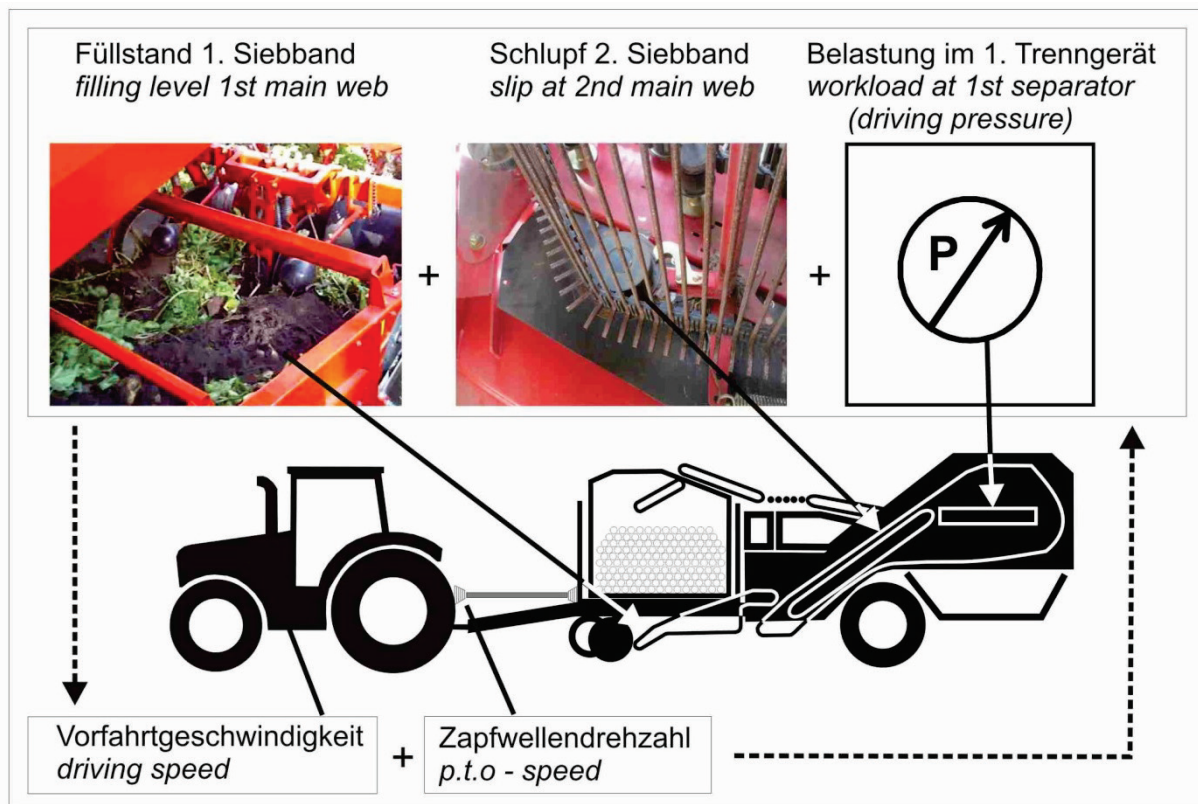 Füllstand 1. Siebband
filling level 1st main web
Schlupf 2. Siebband
slip at 2nd main web
Belastung im 1. Trenngerät
workload at 1st separator
(driving pressure)
+
+
P
Vorfahrtgeschwindigkeit
driving speed
+
Zapfwellendrehzahl
p.t.o - speed